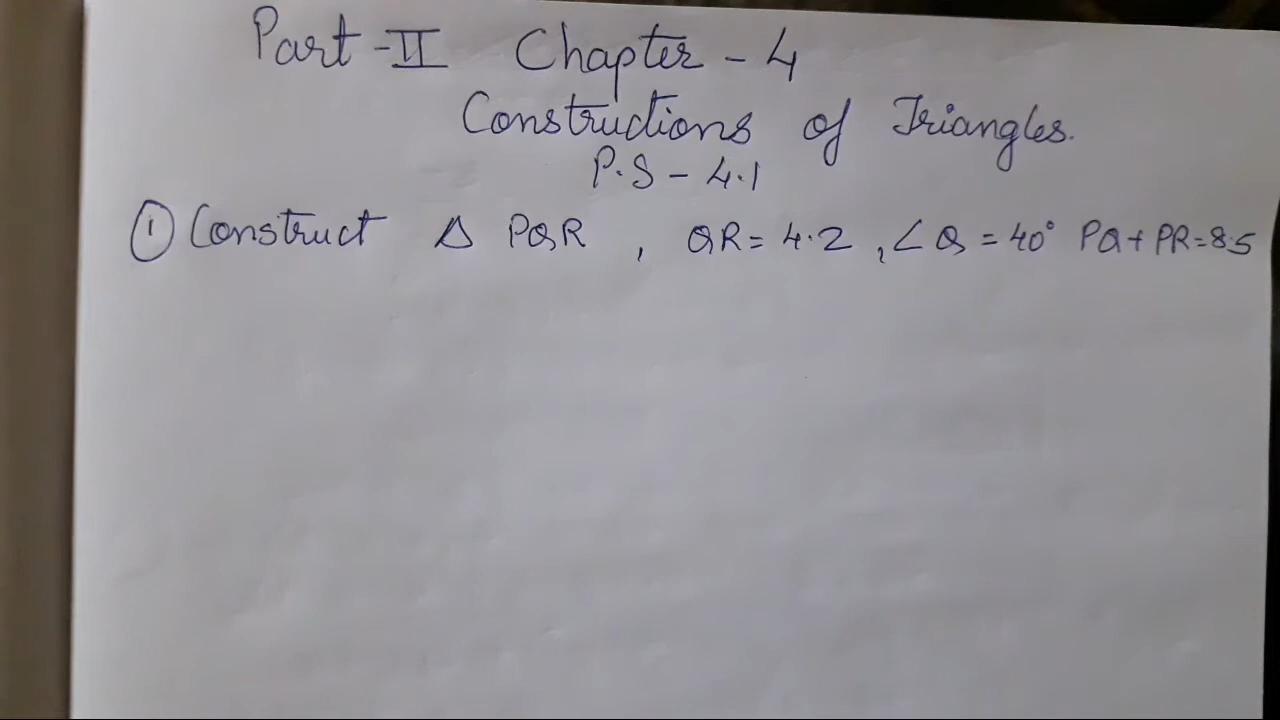 Part-II Chapter - 4
Constructions of Triangles.
P.S - 4.1
① Construct △ PQR , QR = 4.2 , ∠Q = 40° PQ + PR = 8.5